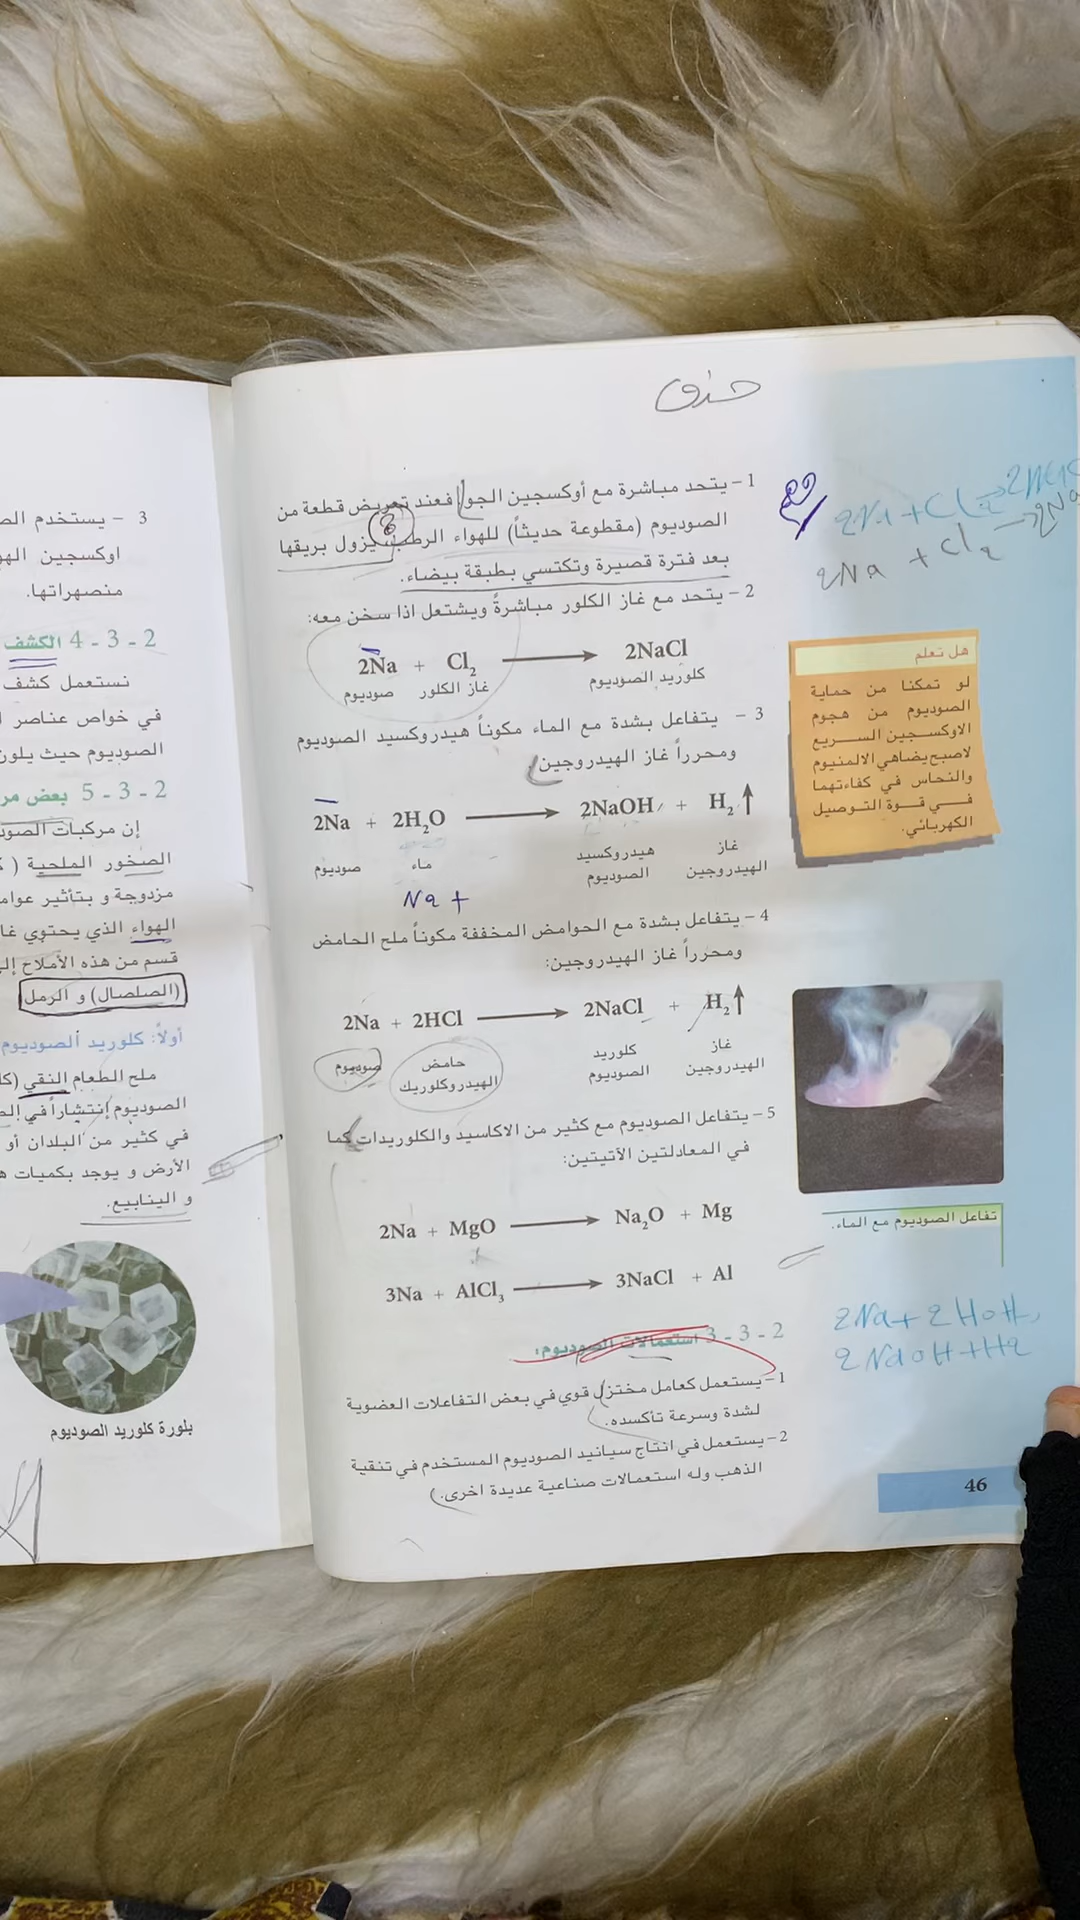 حذف
1 – يتحد مباشرة مع أوكسجين الجو فعند تعريض قطعة من
الصوديوم (مقطوعة حديثاً) للهواء الرطب يزول بريقها
بعد فترة قصيرة وتكتسي بطبقة بيضاء.
2 – يتحد مع غاز الكلور مباشرةً ويشتعل اذا سخن معه:
2Na + Cl₂ ⟶ 2NaCl
صوديوم غاز الكلور كلوريد الصوديوم
3 – يتفاعل بشدة مع الماء مكوناً هيدروكسيد الصوديوم
ومحرراً غاز الهيدروجين
2Na + 2H₂O ⟶ 2NaOH + H₂ ↑
صوديوم ماء هيدروكسيد غاز
الصوديوم الهيدروجين
Na +
4 – يتفاعل بشدة مع الحوامض المخففة مكوناً ملح الحامض
ومحرراً غاز الهيدروجين:
2Na + 2HCl ⟶ 2NaCl + H₂ ↑
صوديوم حامض كلوريد غاز
الهيدروكلوريك الصوديوم الهيدروجين
5 – يتفاعل الصوديوم مع كثير من الاكاسيد والكلوريدات كما
في المعادلتين الآتيتين:
2Na + MgO ⟶ Na₂O + Mg
3Na + AlCl₃ ⟶ 3NaCl + Al
2 - 3 - 3 استعمالات الصوديوم:
1 – يستعمل كعامل مختزل قوي في بعض التفاعلات العضوية
لشدة وسرعة تأكسده.
2 – يستعمل في انتاج سيانيد الصوديوم المستخدم في تنقية
الذهب وله استعمالات صناعية عديدة اخرى.
2Na + Cl₂
هل تعلم
لو تمكنا من حماية
الصوديوم من هجوم
الاوكسجين السريع
لاصبح يضاهي الالمنيوم
والنحاس في كفاءتهما
في قوة التوصيل
الكهربائي.
تفاعل الصوديوم مع الماء.
2Na + 2HOH
2NaOH + H2
46
3 – يستخدم
اوكسجين
منصهراتها.
2 - 3 - 4 الكشف
نستعمل كشف
في خواص عناصر
الصوديوم حيث
2 - 3 - 5 بعض
إن مركبات
الصخور الملحية (
مزدوجة و بتأثير
الهواء الذي يحتوي
قسم من هذه الأملاح
(الصلصال) و الرمل
أولاً: كلوريد الصوديوم
ملح الطعام النقي
الصوديوم إنتشاراً في
في كثير من البلدان أو
الأرض و يوجد بكميات
و الينابيع.
بلورة كلوريد الصوديوم